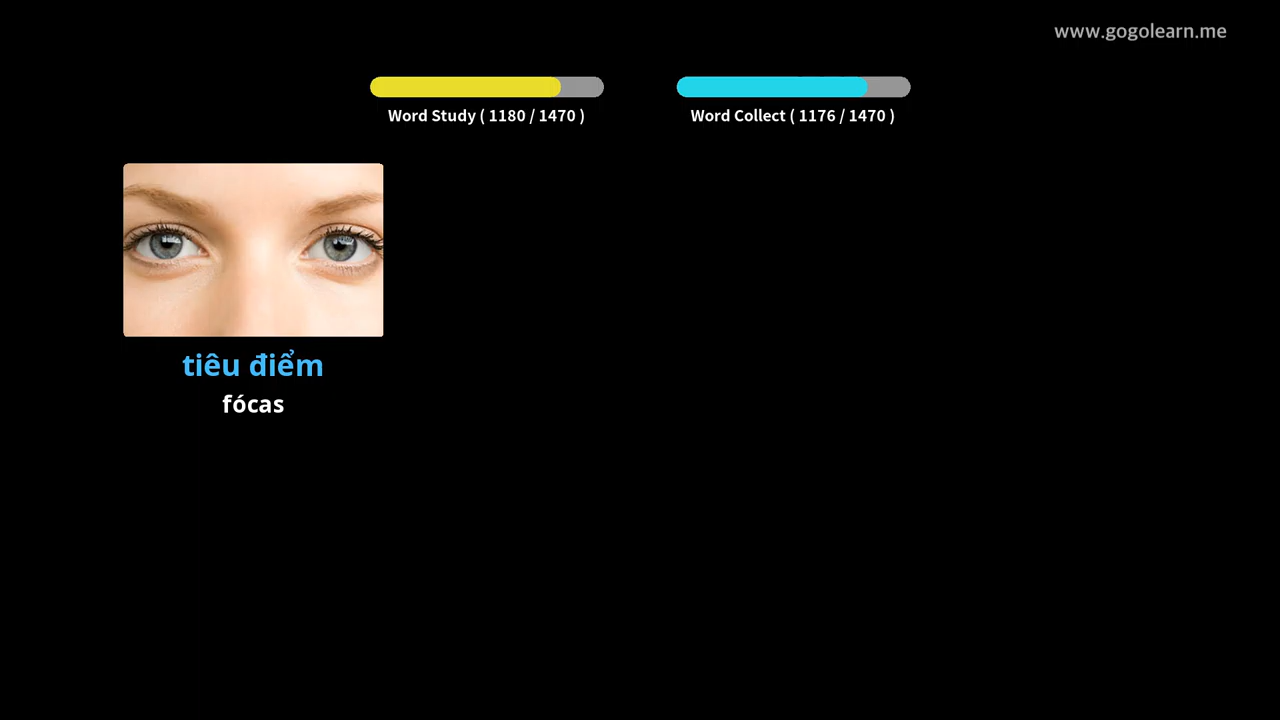 www.gogolearn.me
Word Study ( 1180 / 1470 )
Word Collect ( 1176 / 1470 )
tiêu điểm
fócas